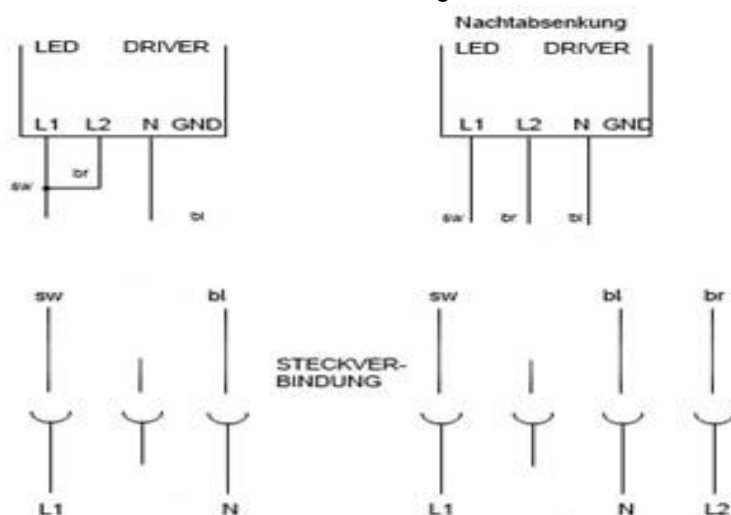 Nachtabsenkung
LED DRIVER
LED DRIVER
L1 L2 N GND
L1 L2 N GND
sw br bl
sw br bl
sw bl
sw bl br
STECKVER-
BINDUNG
L1 N
L1 N L2